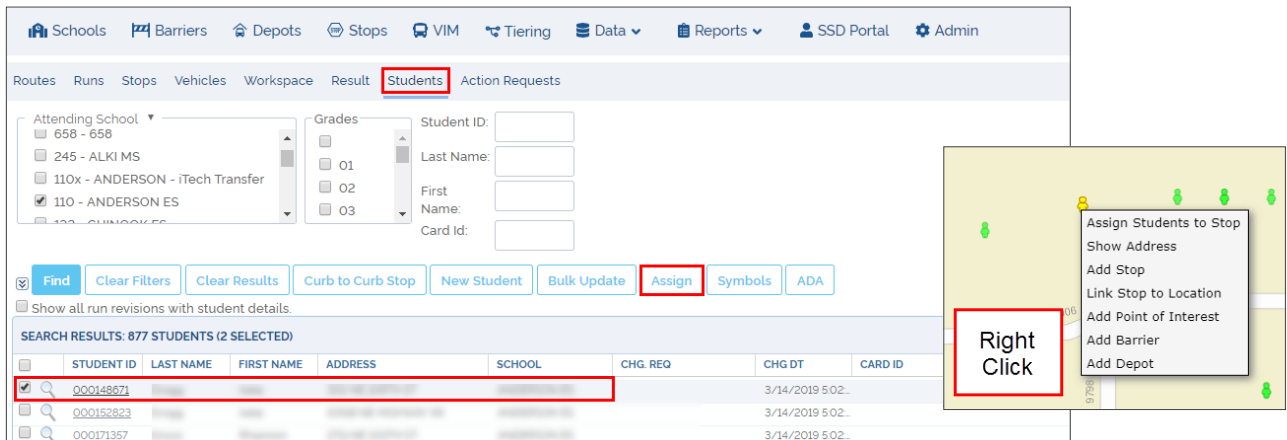 Schools Barriers Depots STOP Stops VIM Tiering Data Reports SSD Portal Admin
Routes Runs Stops Vehicles Workspace Result Students Action Requests
Attending School
658 - 658
245 - ALKI MS
110x - ANDERSON - iTech Transfer
110 - ANDERSON ES
Grades
01
02
03
Student ID:
Last Name:
First
Name:
Card Id:
Find Clear Filters Clear Results Curb to Curb Stop New Student Bulk Update Assign Symbols ADA
Show all run revisions with student details.
SEARCH RESULTS: 877 STUDENTS (2 SELECTED)
STUDENT ID LAST NAME FIRST NAME ADDRESS SCHOOL CHG. REQ CHG DT CARD ID
000148671 3/14/2019 5:02...
000152823 3/14/2019 5:02...
000171357 3/14/2019 5:02...
Assign Students to Stop
Show Address
Add Stop
Link Stop to Location
Add Point of Interest
Add Barrier
Add Depot
Right
Click